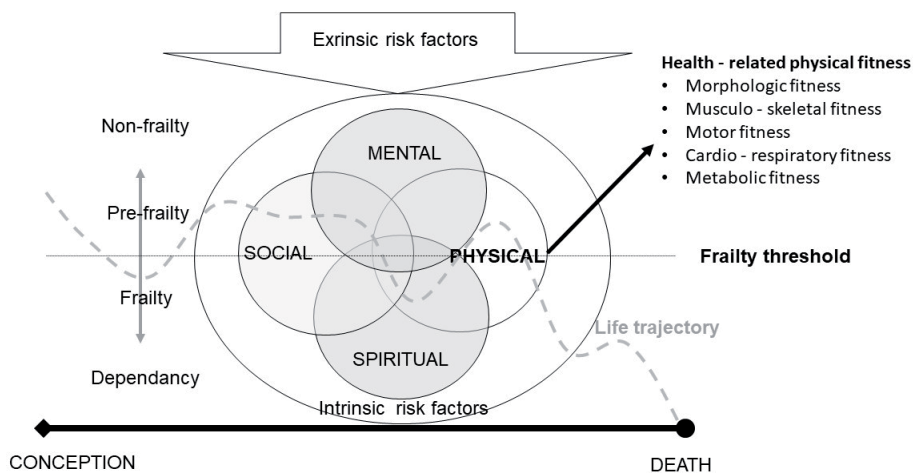 Exrinsic risk factors
Health - related physical fitness
• Morphologic fitness
• Musculo - skeletal fitness
• Motor fitness
• Cardio - respiratory fitness
• Metabolic fitness
Non-frailty
MENTAL
Pre-frailty
SOCIAL
PHYSICAL
Frailty threshold
Frailty
Life trajectory
SPIRITUAL
Dependancy
Intrinsic risk factors
CONCEPTION
DEATH